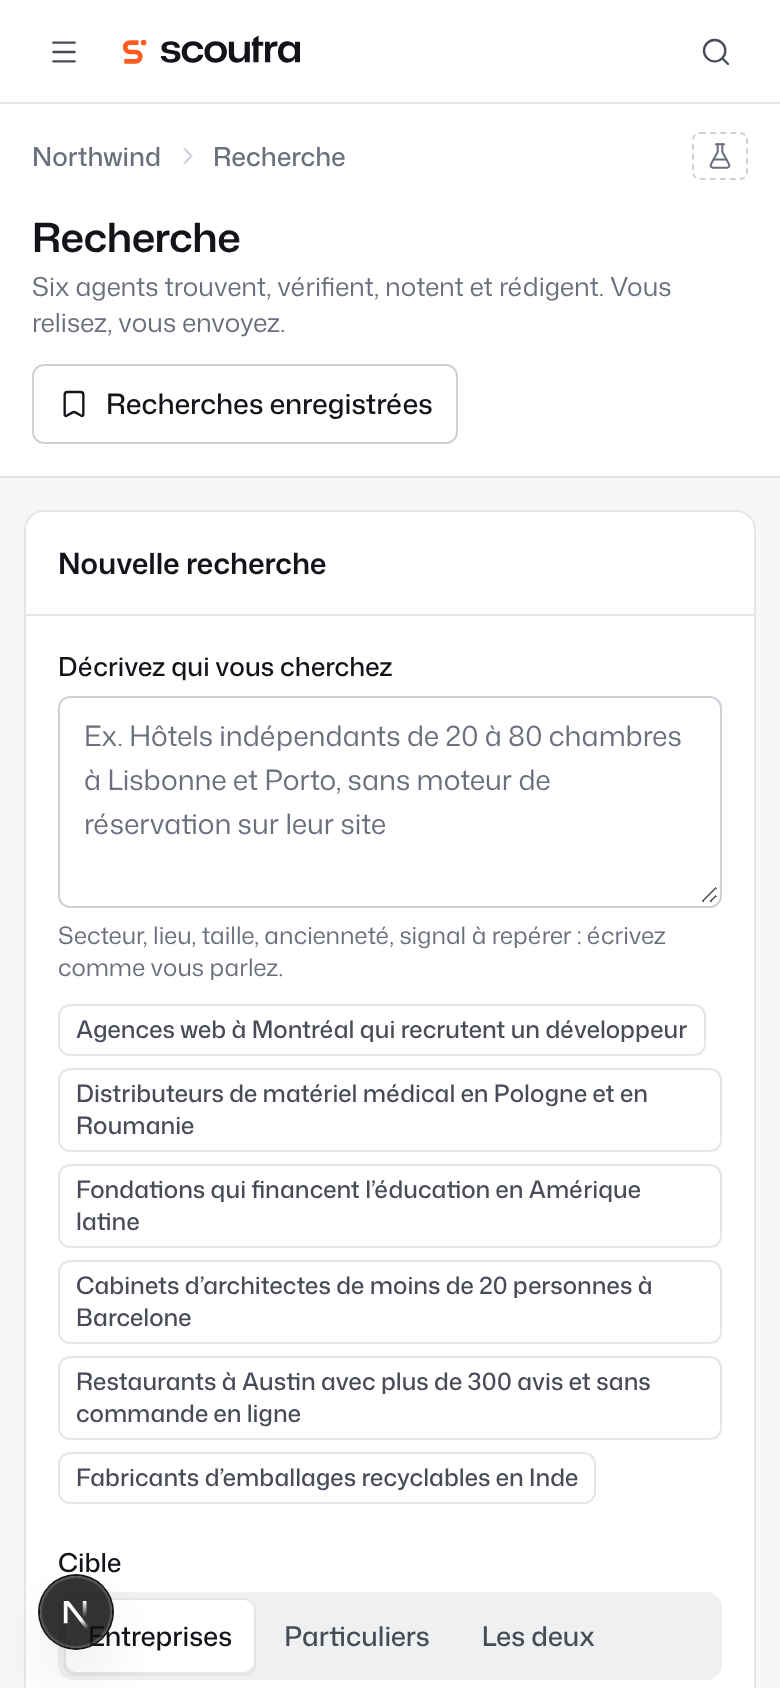 scoutra
Northwind > Recherche
Recherche
Six agents trouvent, vérifient, notent et rédigent. Vous
relisez, vous envoyez.
Recherches enregistrées
Nouvelle recherche
Décrivez qui vous cherchez
Ex. Hôtels indépendants de 20 à 80 chambres
à Lisbonne et Porto, sans moteur de
réservation sur leur site
Secteur, lieu, taille, ancienneté, signal à repérer : écrivez
comme vous parlez.
Agences web à Montréal qui recrutent un développeur
Distributeurs de matériel médical en Pologne et en
Roumanie
Fondations qui financent l’éducation en Amérique
latine
Cabinets d’architectes de moins de 20 personnes à
Barcelone
Restaurants à Austin avec plus de 300 avis et sans
commande en ligne
Fabricants d’emballages recyclables en Inde
Cible
N
Entreprises Particuliers Les deux